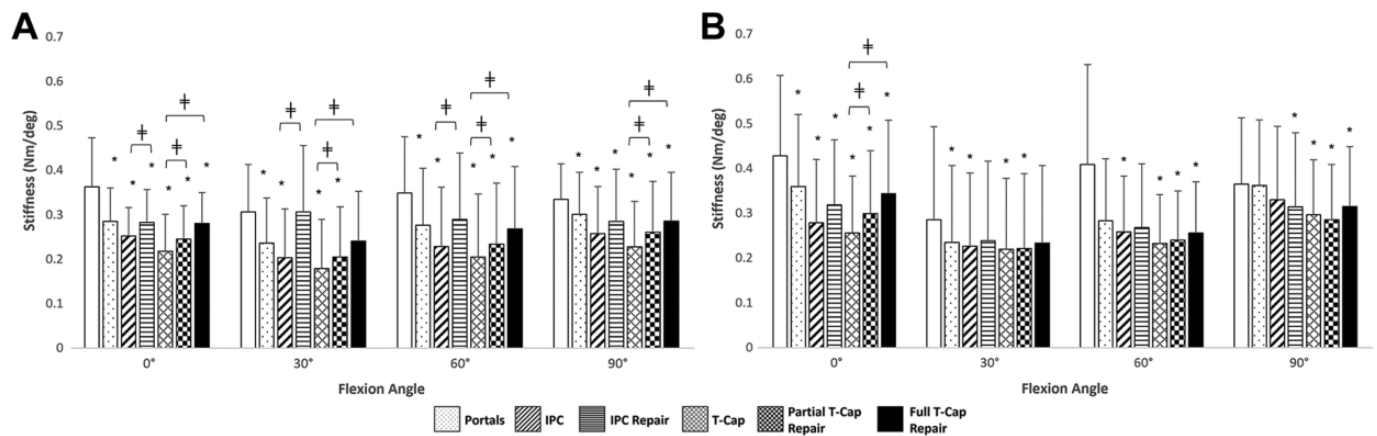 A
B
Stiffness (Nm/deg)
0.7
0.6
0.5
0.4
0.3
0.2
0.1
0
‡ ‡ ‡ ‡ ‡ ‡ ‡ ‡ ‡ ‡ ‡
* * * * * *
* * * *
* * * * *
* * * * * *
0° 30° 60° 90°
Flexion Angle
Stiffness (Nm/deg)
0.7
0.6
0.5
0.4
0.3
0.2
0.1
0
‡ ‡
* * * * * *
* * * *
* * * *
* * * *
0° 30° 60° 90°
Flexion Angle
Portals IPC IPC Repair T-Cap Partial T-Cap Full T-Cap
Repair Repair